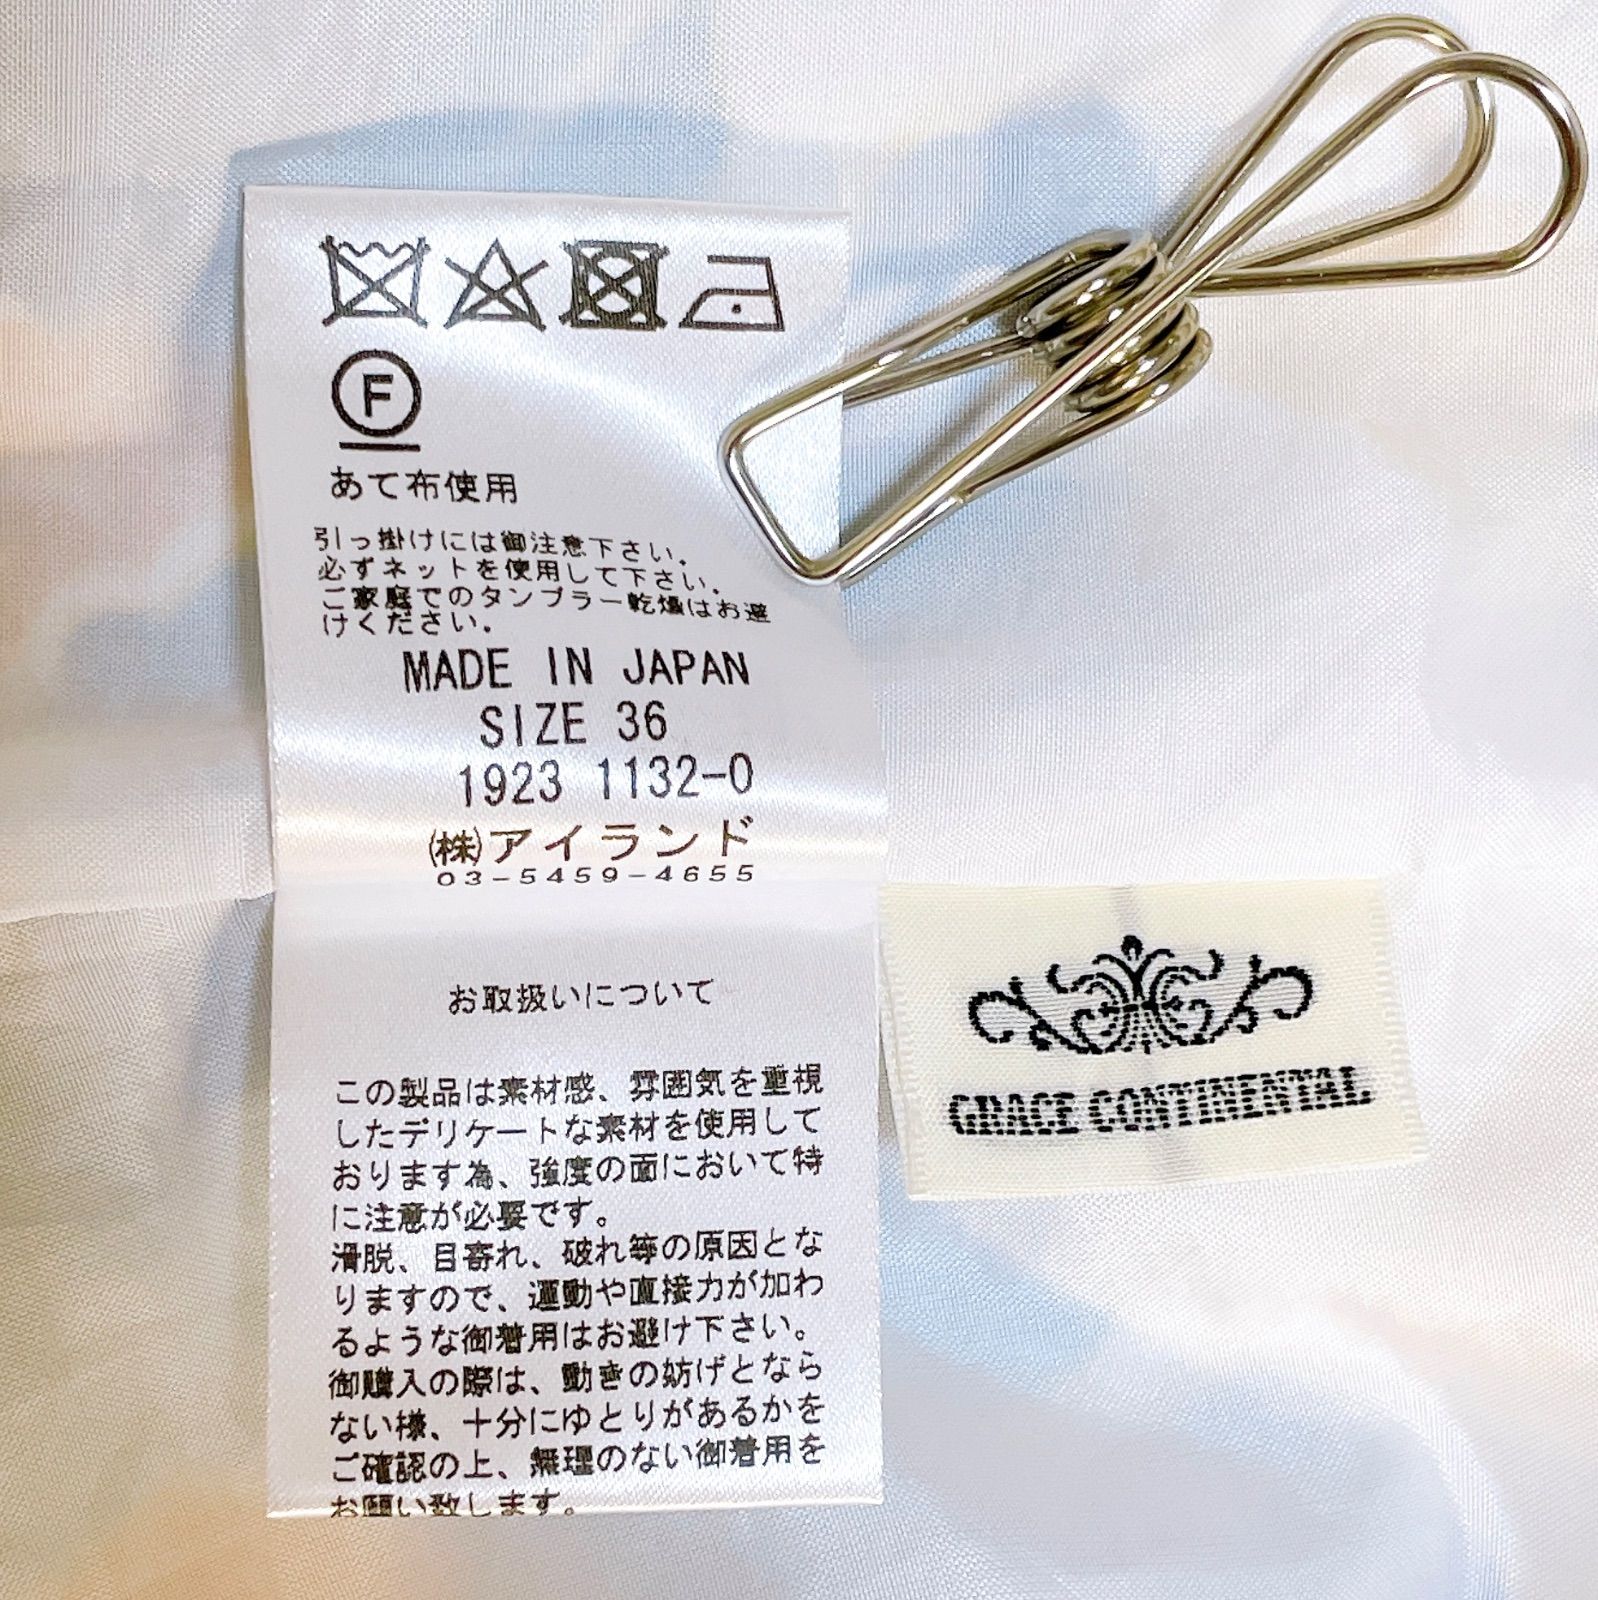 F
あて布使用
引っ掛けには御注意下さい。
必ずネットを使用して下さい。
ご家庭でのタンブラー乾燥はお避
けください。
MADE IN JAPAN
SIZE 36
1923 1132-0
㈱アイランド
03-5459-4655
お取扱いについて
この製品は素材感、雰囲気を重視
したデリケートな素材を使用して
おります為、強度の面において特
に注意が必要です。
滑脱、目寄れ、破れ等の原因とな
りますので、運動や直接力が加わ
るような御着用はお避け下さい。
御購入の際は、動きの妨げとなら
ない様、十分にゆとりがあるかを
ご確認の上、無理のない御着用を
お願い致します。
GRACE CONTINENTAL